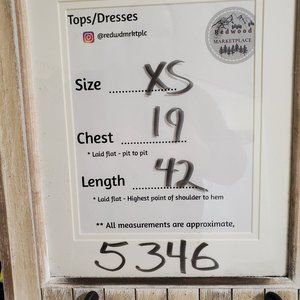 Tops/Dresses
@redwdmrktplc
Redwood
MARKETPLACE
Size XS
Chest 19
* Laid flat - pit to pit
Length 42
* Laid flat - Highest point of shoulder to hem
** All measurements are approximate,
5346